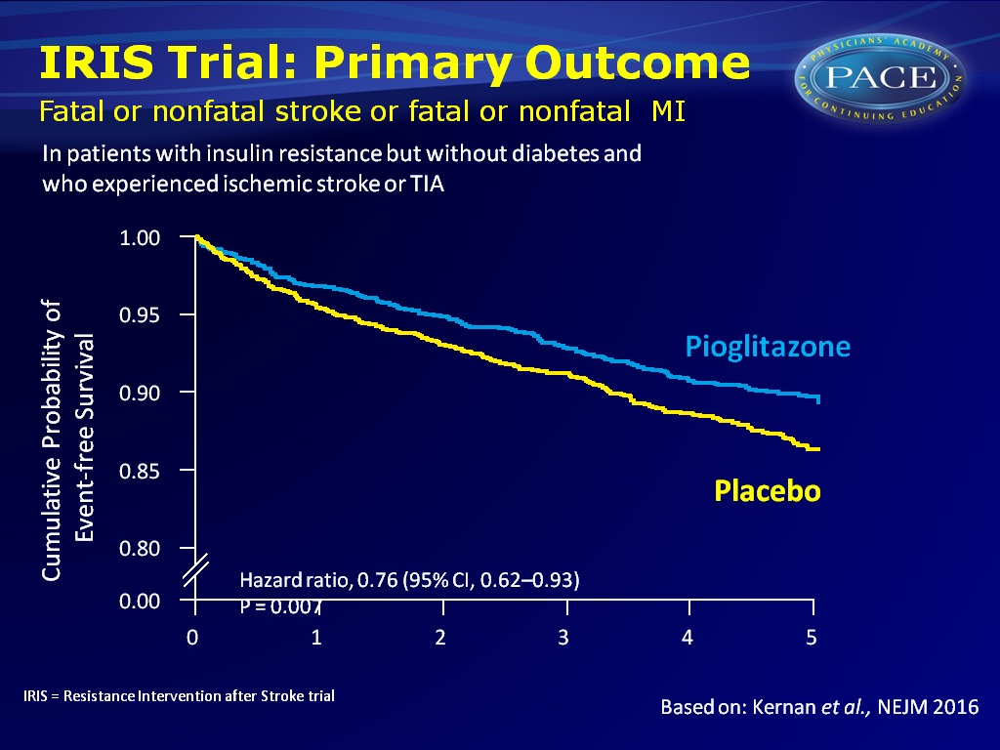 IRIS Trial: Primary Outcome
Fatal or nonfatal stroke or fatal or nonfatal MI
PHYSICIANS' ACADEMY
PACE
FOR CONTINUING EDUCATION
In patients with insulin resistance but without diabetes and
who experienced ischemic stroke or TIA
Cumulative Probability of
Event-free Survival
1.00
0.95
0.90
0.85
0.80
0.00
Pioglitazone
Placebo
Hazard ratio, 0.76 (95% CI, 0.62–0.93)
P = 0.007
0 1 2 3 4 5
IRIS = Resistance Intervention after Stroke trial
Based on: Kernan et al., NEJM 2016